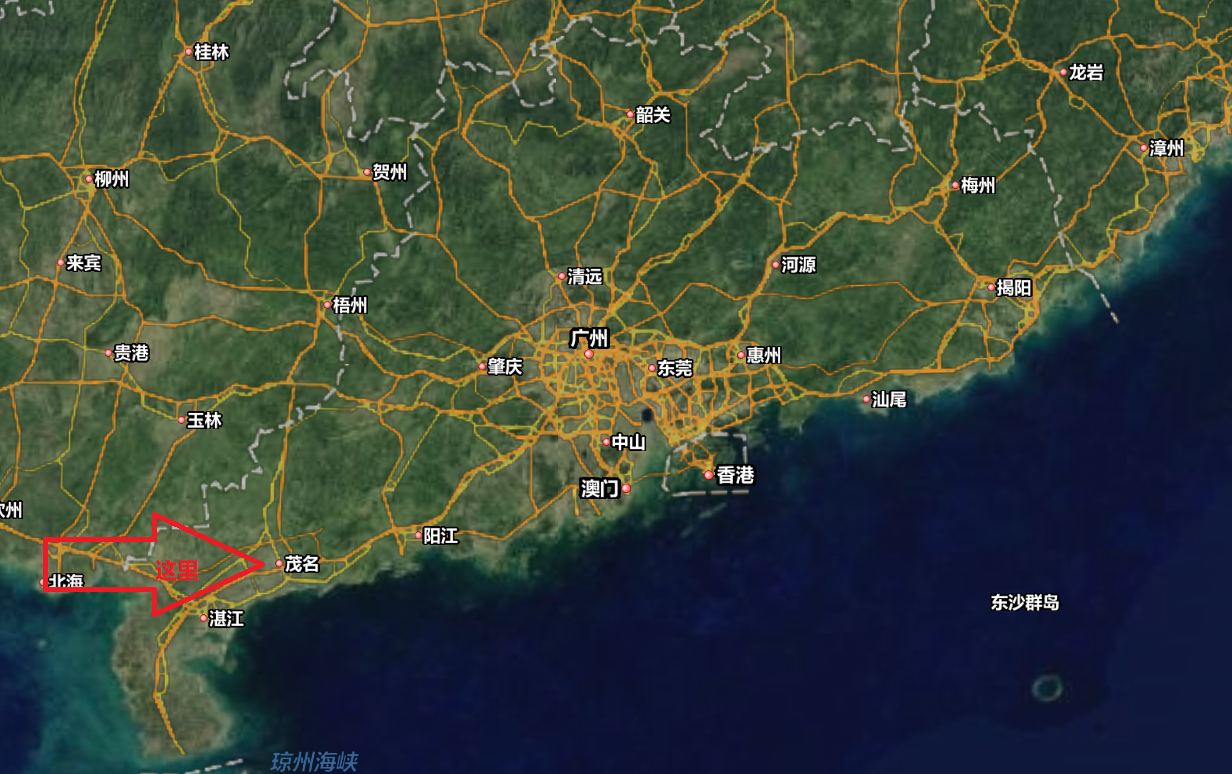 桂林
龙岩
韶关
漳州
贺州
柳州
梅州
来宾
清远
河源
揭阳
梧州
广州
贵港
肇庆
东莞
惠州
汕尾
玉林
中山
香港
澳门
钦州
阳江
茂名
这里
北海
东沙群岛
湛江
琼州海峡